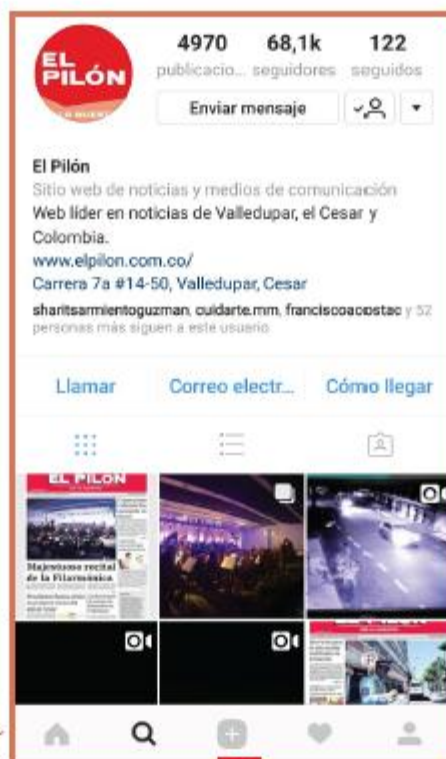 EL
PILÓN
4970 68,1k 122
publicacio... seguidores seguidos
Enviar mensaje
El Pilón
Sitio web de noticias y medios de comunicación
Web líder en noticias de Valledupar, el Cesar y
Colombia.
www.elpilon.com.co/
Carrera 7a #14-50, Valledupar, Cesar
sharitsarmientoguzman, cuidarte.mm, franciscoacostac y 52
personas más siguen a este usuario
Llamar Correo electr... Cómo llegar
EL PILÓN
Majestuoso recital
de la Filarmónica